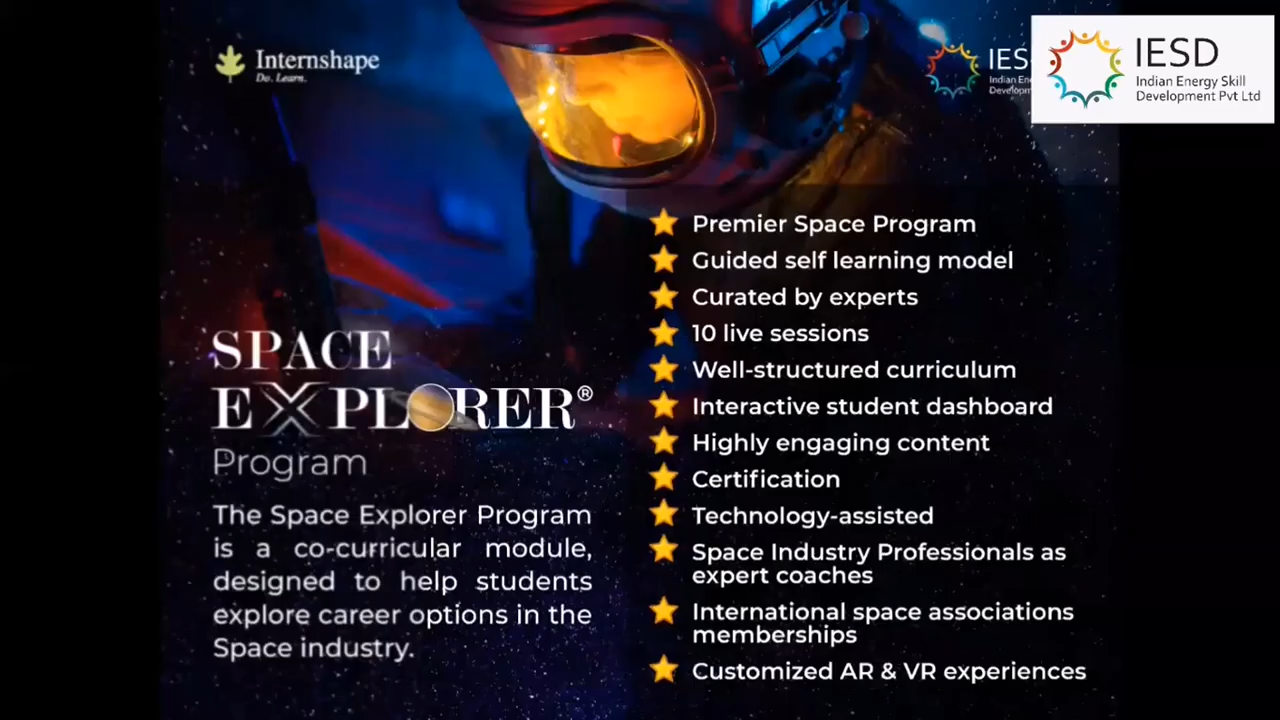 Internshape
Do. Learn.
IES
Indian
Develop
IESD
Indian Energy Skill
Development Pvt Ltd
SPACE
EXPLORER®
Program
The Space Explorer Program
is a co-curricular module,
designed to help students
explore career options in the
Space industry.
Premier Space Program
Guided self learning model
Curated by experts
10 live sessions
Well-structured curriculum
Interactive student dashboard
Highly engaging content
Certification
Technology-assisted
Space Industry Professionals as
expert coaches
International space associations
memberships
Customized AR & VR experiences